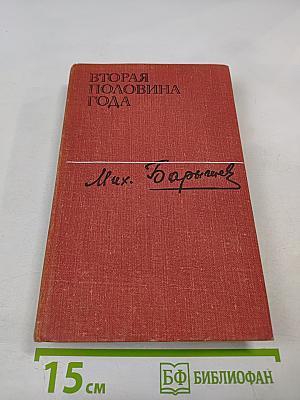 ВТОРАЯ
ПОЛОВИНА
ГОДА
Мих. Барышев
15 см
БФ БИБЛИОФАН